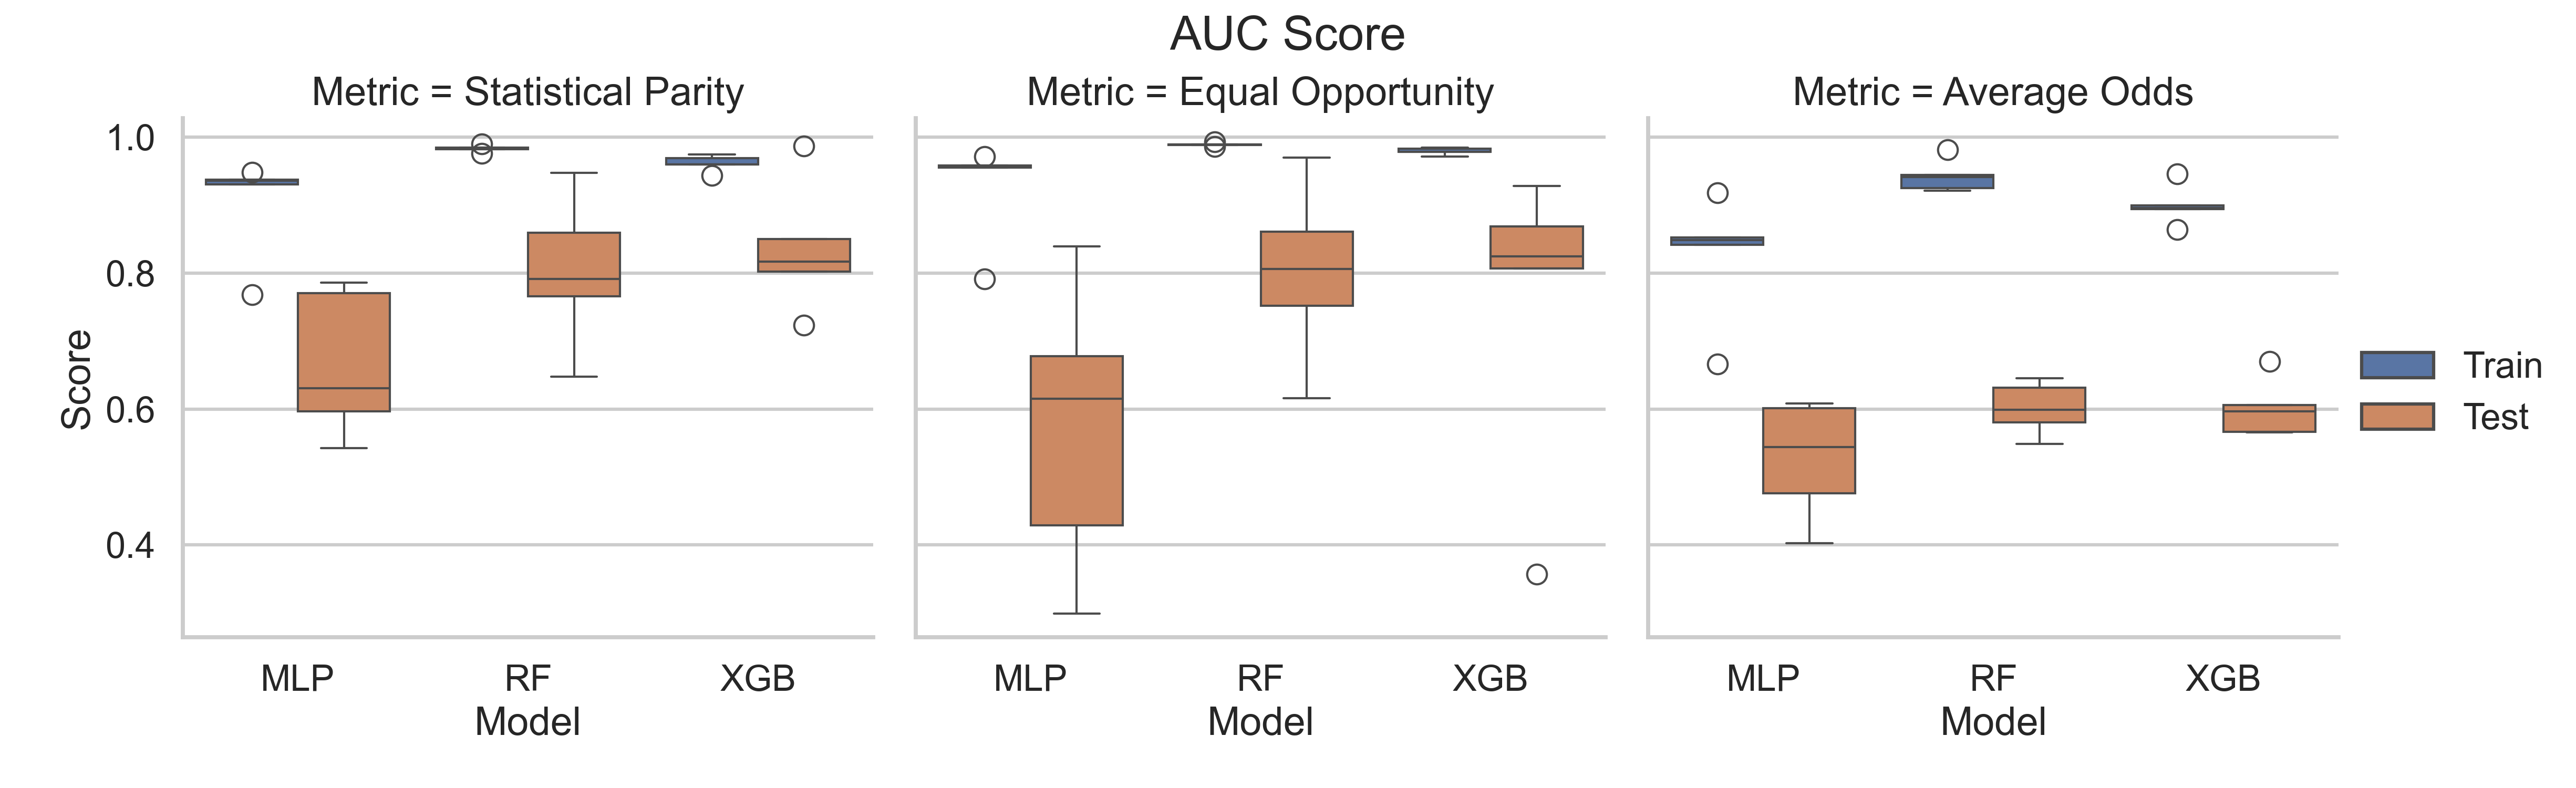 AUC Score
Metric = Statistical Parity
Metric = Equal Opportunity
Metric = Average Odds
1.0
0.8
0.6
0.4
Score
MLP RF XGB
MLP RF XGB
MLP RF XGB
Model
Model
Model
Train
Test